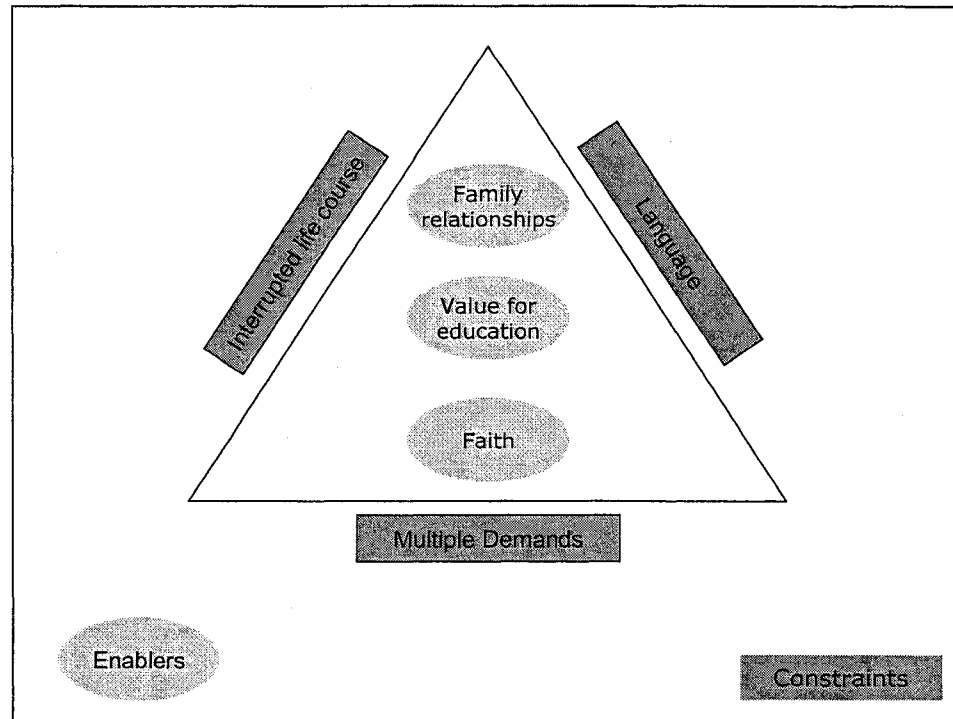 Family
relationships
Interrupted life course
Language
Value for
education
Faith
Multiple Demands
Enablers
Constraints